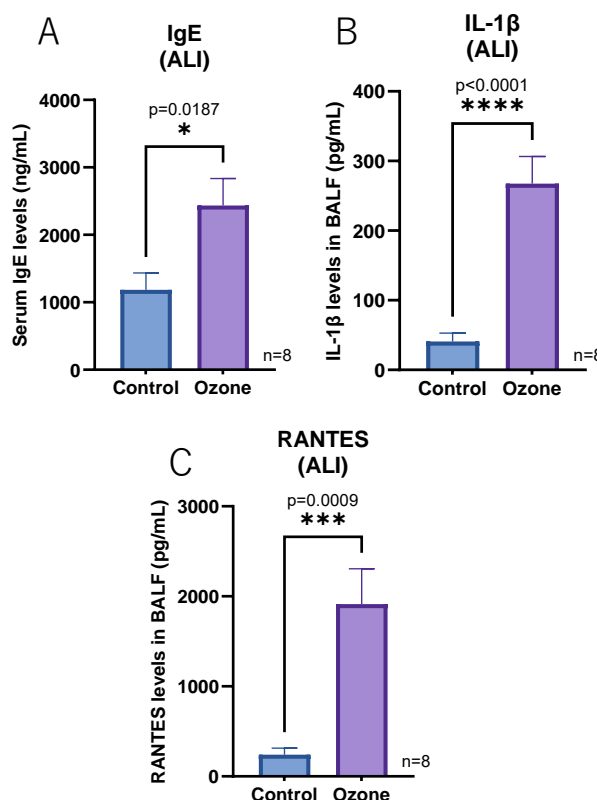 A
IgE
(ALI)
p=0.0187
*
Serum IgE levels (ng/mL)
4000
3000
2000
1000
0
n=8
Control Ozone
B
IL-1β
(ALI)
p<0.0001
****
IL-1β levels in BALF (pg/mL)
400
300
200
100
0
n=8
Control Ozone
C
RANTES
(ALI)
p=0.0009
***
RANTES levels in BALF (pg/mL)
3000
2000
1000
0
n=8
Control Ozone